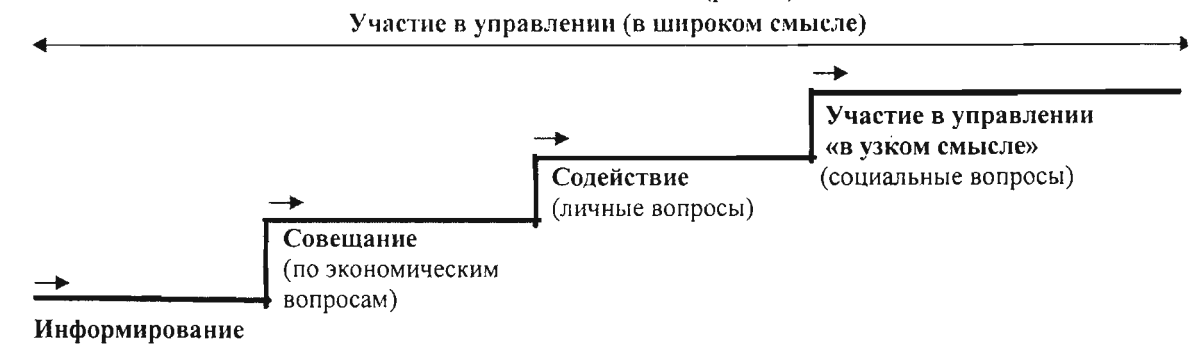 Участие в управлении (в широком смысле)
Участие в управлении
«в узком смысле»
(социальные вопросы)
Содействие
(личные вопросы)
Совещание
(по экономическим
вопросам)
Информирование